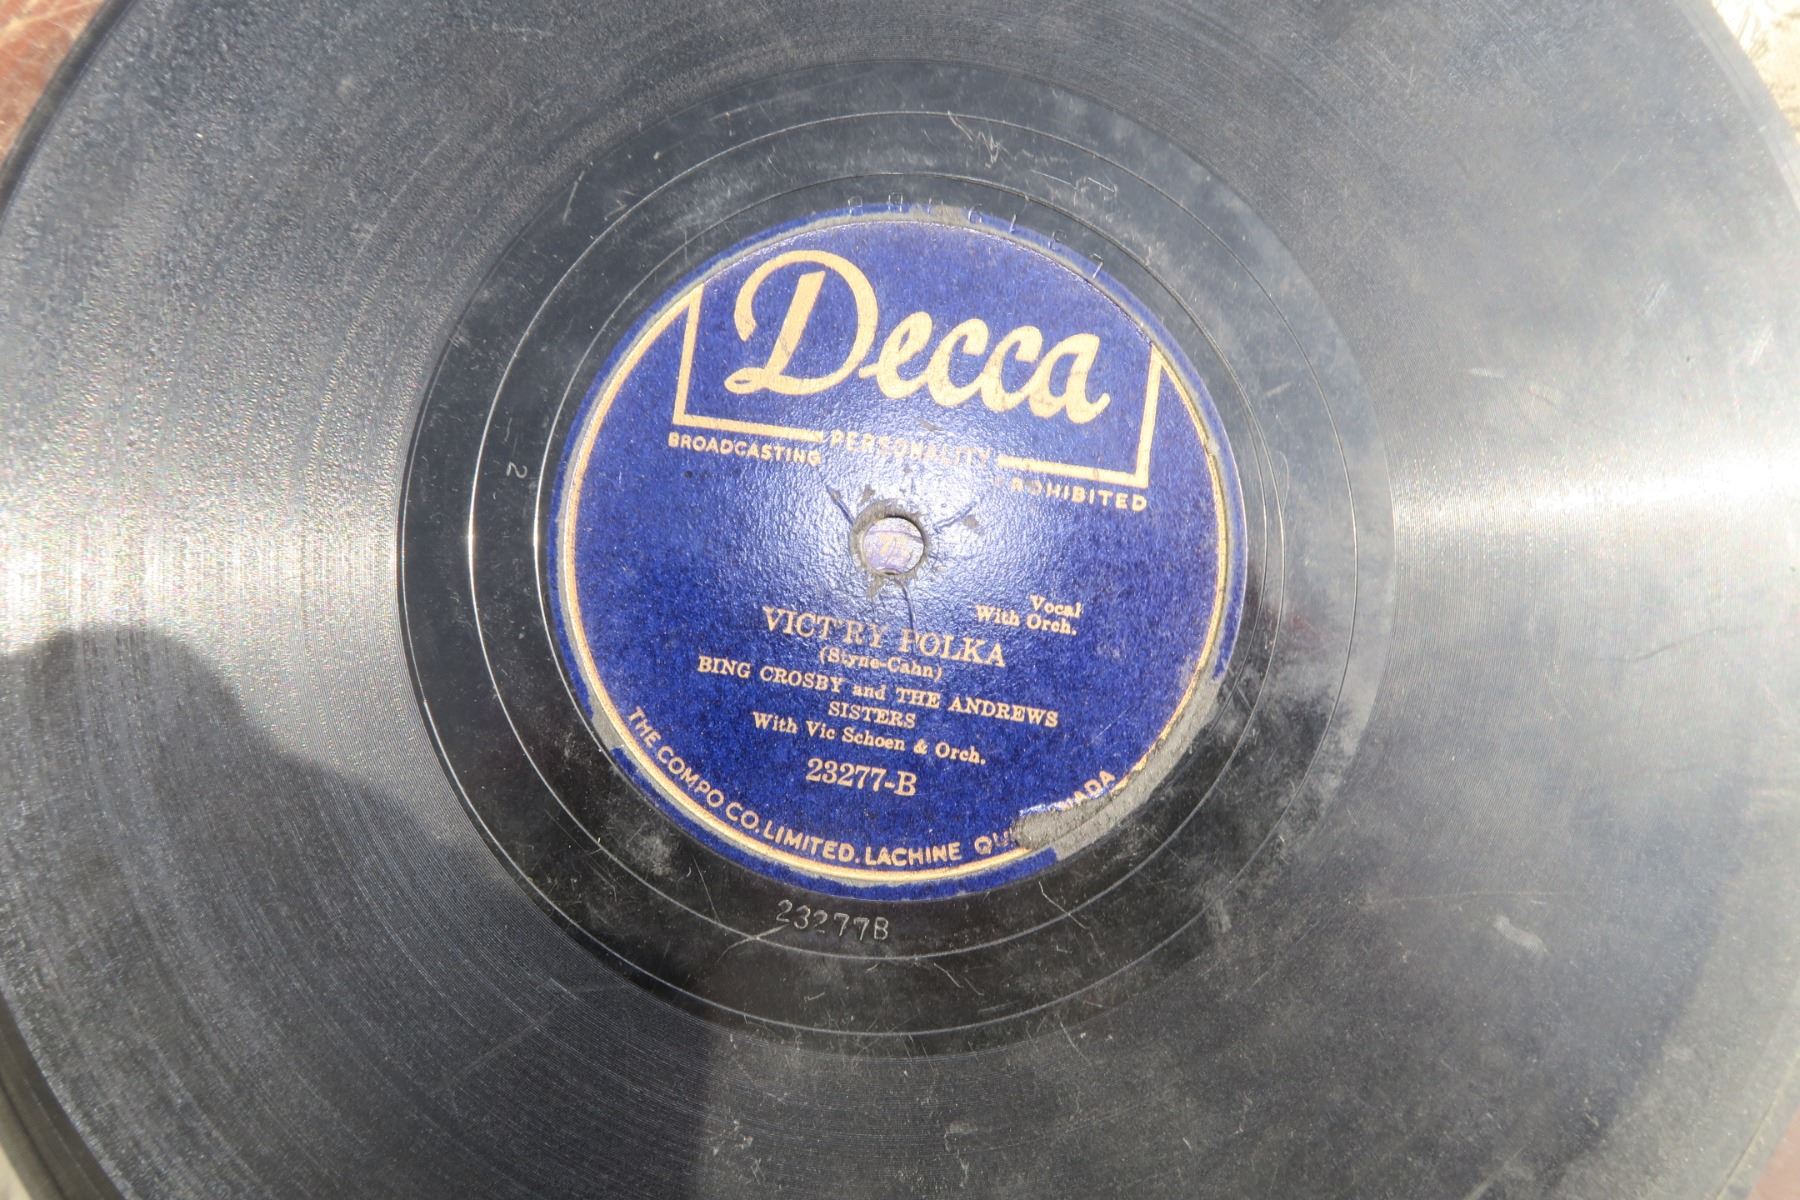 Decca
BROADCASTING PERSONALITY PROHIBITED
Vocal
With Orch.
VICT'RY POLKA
(Styne-Cahn)
BING CROSBY and THE ANDREWS
SISTERS
With Vic Schoen & Orch.
23277-B
THE COMPO CO. LIMITED. LACHINE
23277B
2